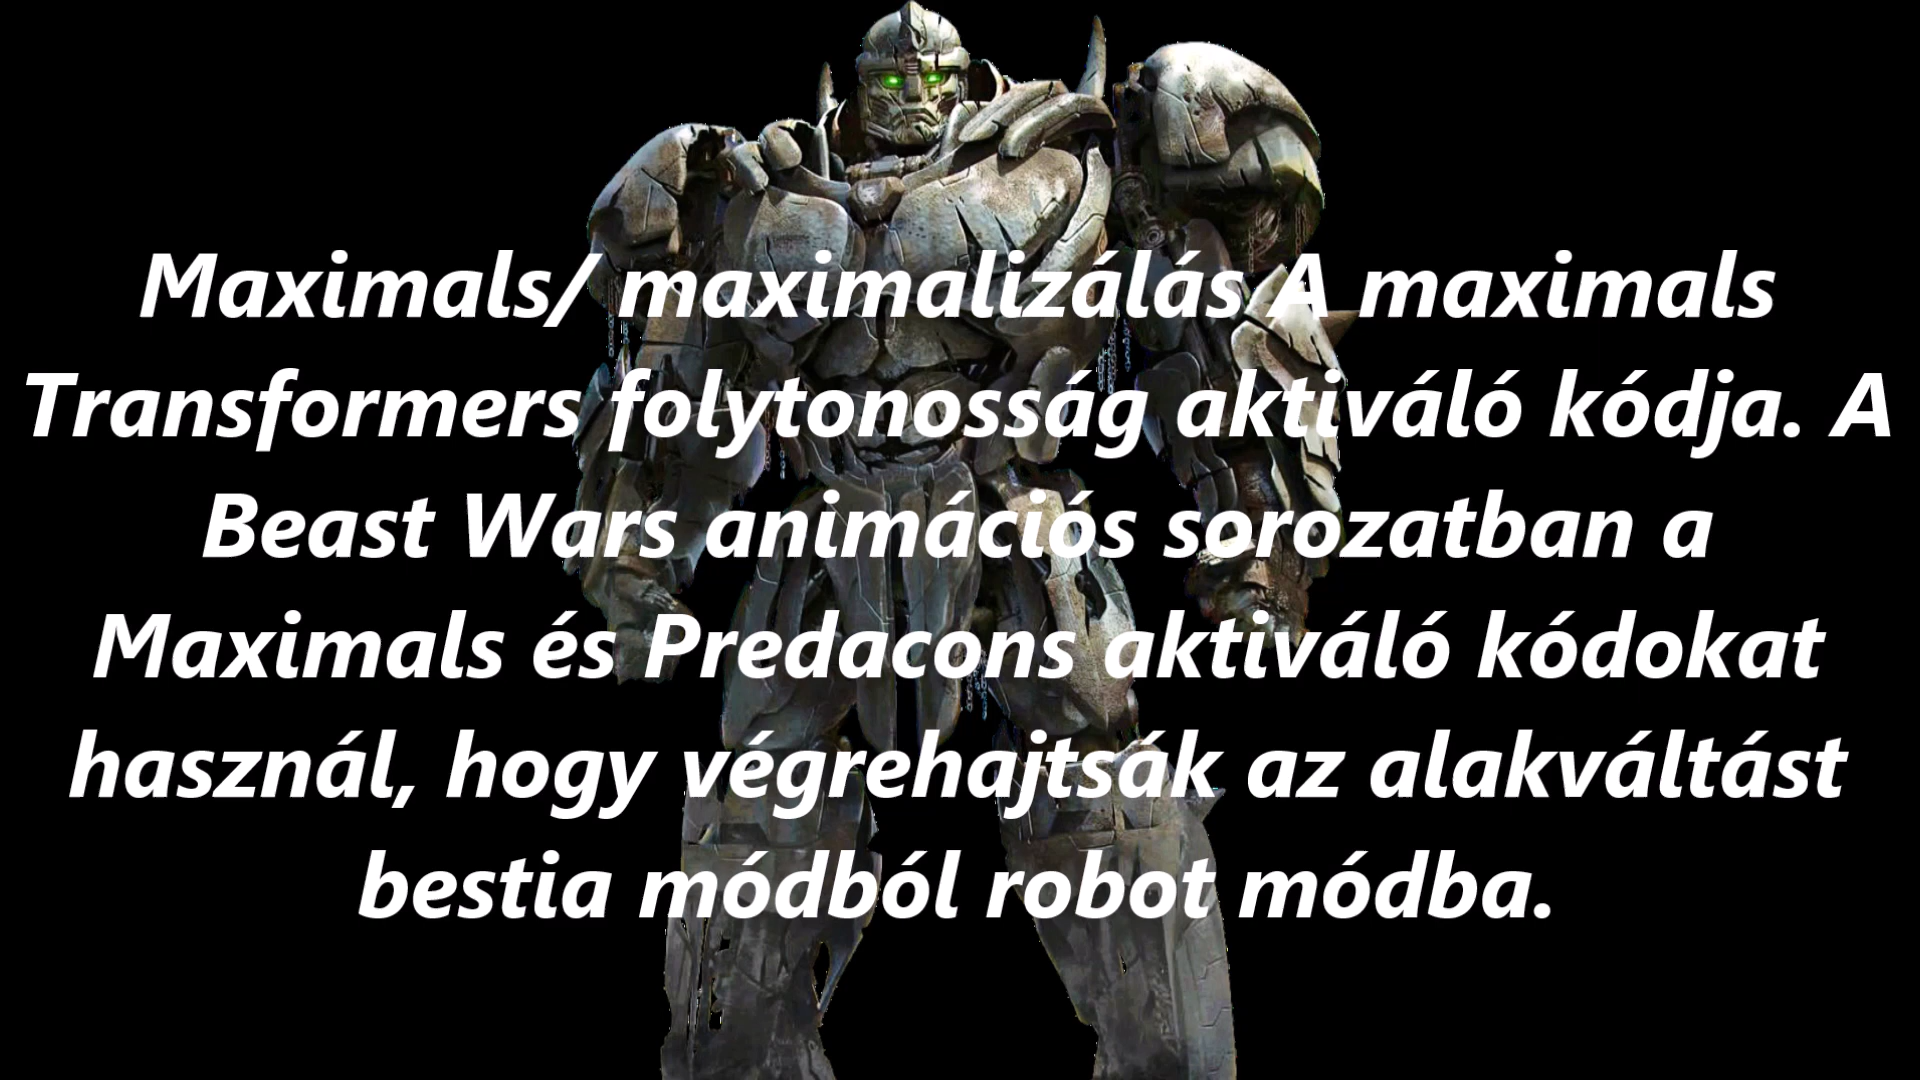 Maximals/ maximalizálás A maximals
Transformers folytonosság aktiváló kódja. A
Beast Wars animációs sorozatban a
Maximals és Predacons aktiváló kódokat
használ, hogy végrehajtsák az alakváltást
bestia módból robot módba.